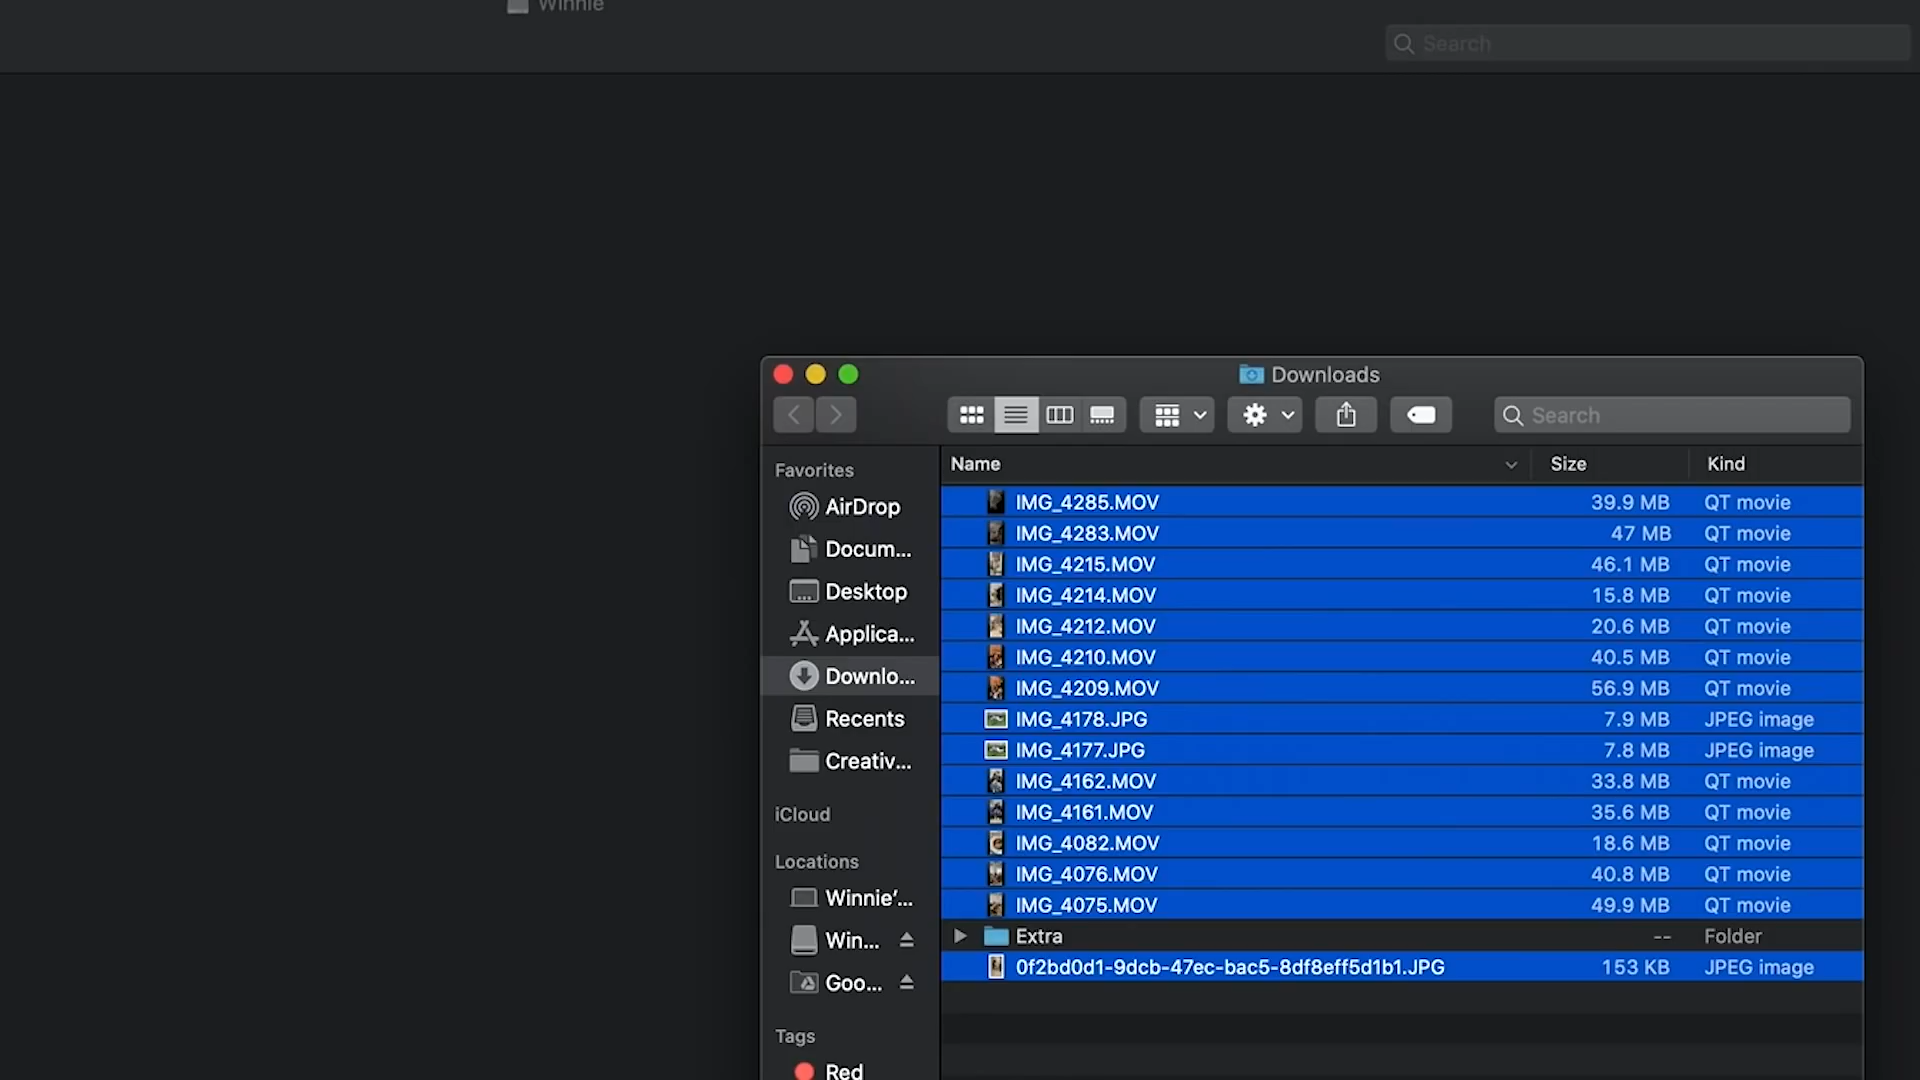 Winnie
Search
Downloads
Search
Name Size Kind
Favorites
AirDrop
Docum...
Desktop
Applica...
Downlo...
Recents
Creativ...
iCloud
Locations
Winnie’...
Win...
Goo...
Tags
Red
IMG_4285.MOV 39.9 MB QT movie
IMG_4283.MOV 47 MB QT movie
IMG_4215.MOV 46.1 MB QT movie
IMG_4214.MOV 15.8 MB QT movie
IMG_4212.MOV 20.6 MB QT movie
IMG_4210.MOV 40.5 MB QT movie
IMG_4209.MOV 56.9 MB QT movie
IMG_4178.JPG 7.9 MB JPEG image
IMG_4177.JPG 7.8 MB JPEG image
IMG_4162.MOV 33.8 MB QT movie
IMG_4161.MOV 35.6 MB QT movie
IMG_4082.MOV 18.6 MB QT movie
IMG_4076.MOV 40.8 MB QT movie
IMG_4075.MOV 49.9 MB QT movie
Extra -- Folder
0f2bd0d1-9dcb-47ec-bac5-8df8eff5d1b1.JPG 153 KB JPEG image